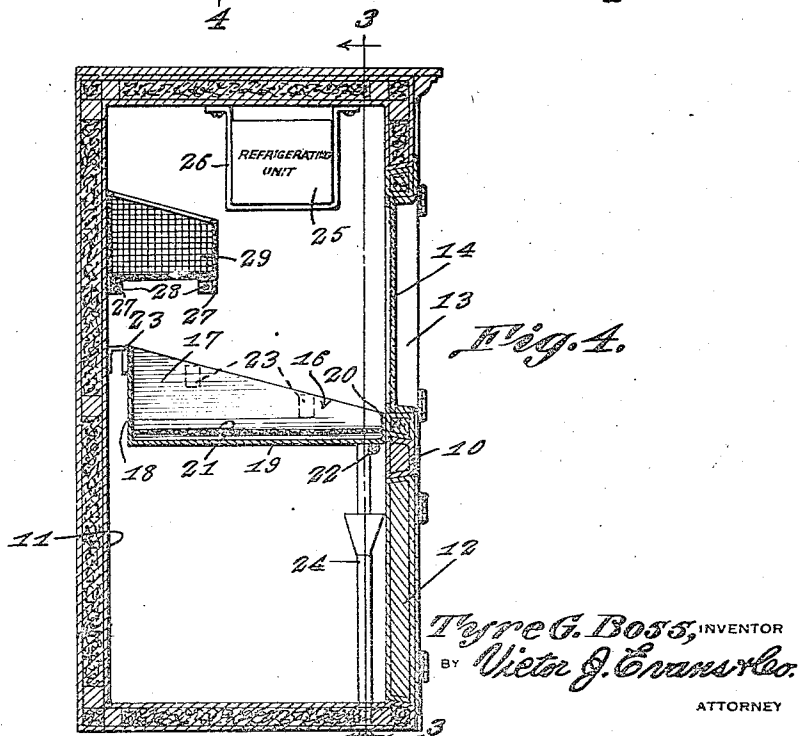 4
3
26
REFRIGERATING
UNIT
25
29
14
27 28 27
13
23
17
23 16
20
Fig. 4.
18
21
19
22
10
11
24
12
Tyre G. Boss, INVENTOR
BY Victor J. Evans & Co.
ATTORNEY
3